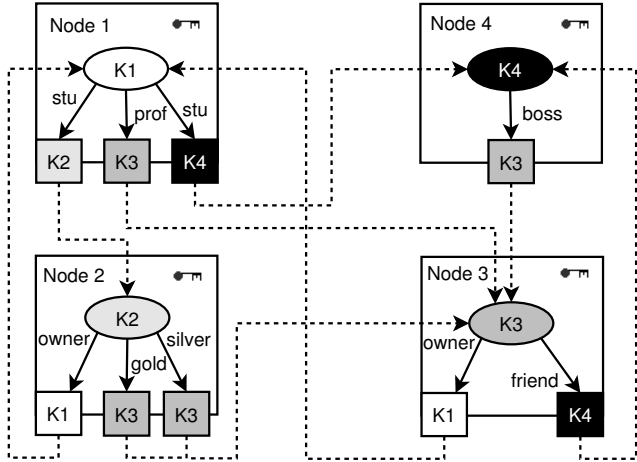 Node 1
K1
stu
prof
stu
K2
K3
K4
Node 4
K4
boss
K3
Node 2
K2
owner
gold
silver
K1
K3
K3
Node 3
K3
owner
friend
K1
K4